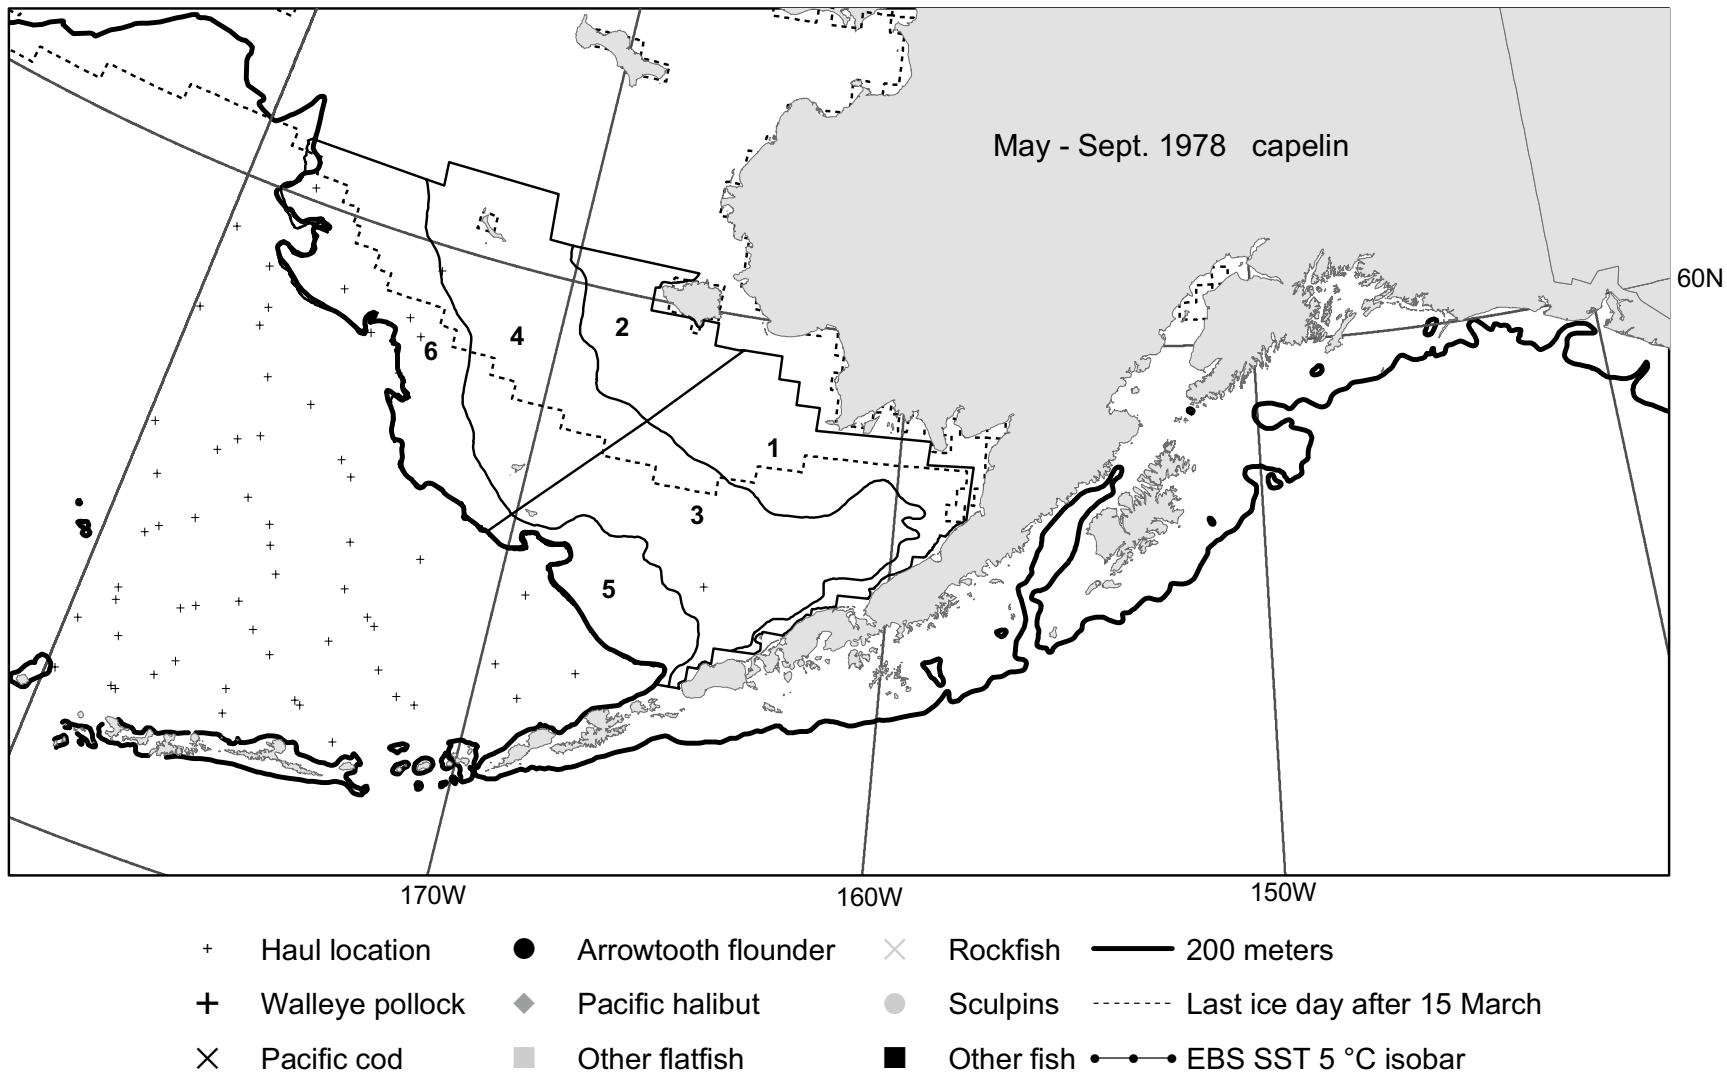 May - Sept. 1978 capelin
60N
4
2
6
1
3
5
170W
160W
150W
Haul location
Arrowtooth flounder
Rockfish
200 meters
Walleye pollock
Pacific halibut
Sculpins
Last ice day after 15 March
Pacific cod
Other flatfish
Other fish
EBS SST 5 °C isobar